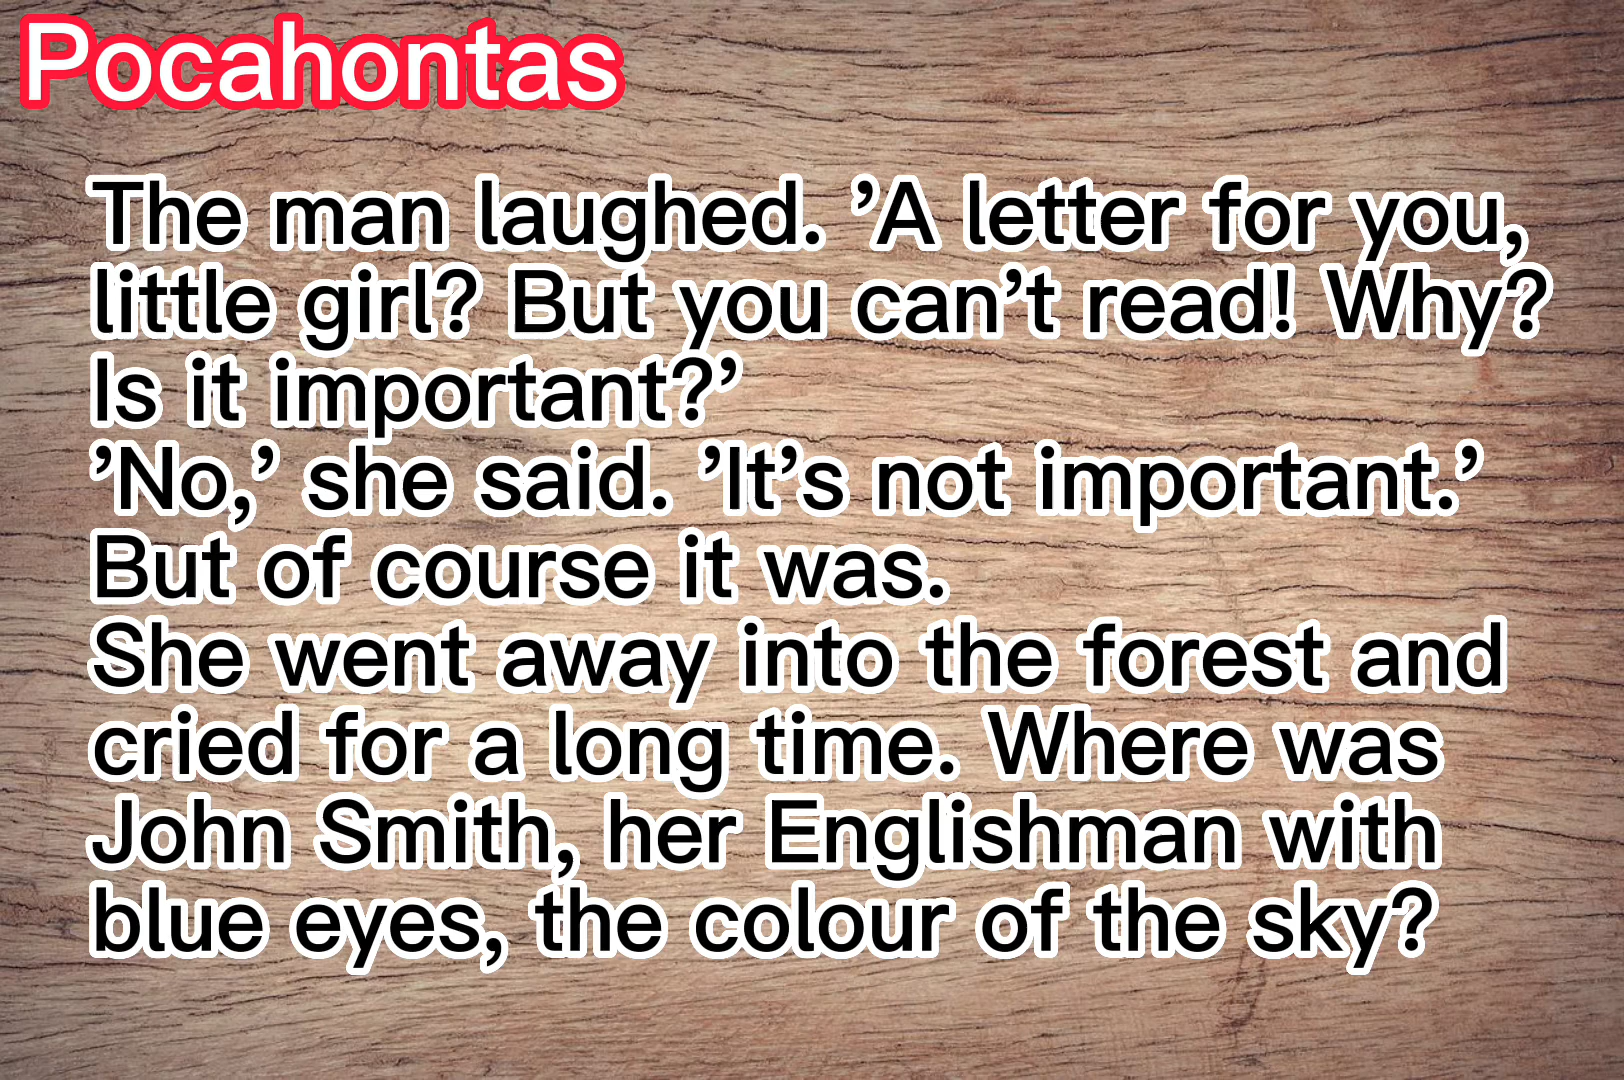 Pocahontas
The man laughed. ’A letter for you,
little girl? But you can’t read! Why?
Is it important?’
’No,’ she said. ’It’s not important.’
But of course it was.
She went away into the forest and
cried for a long time. Where was
John Smith, her Englishman with
blue eyes, the colour of the sky?